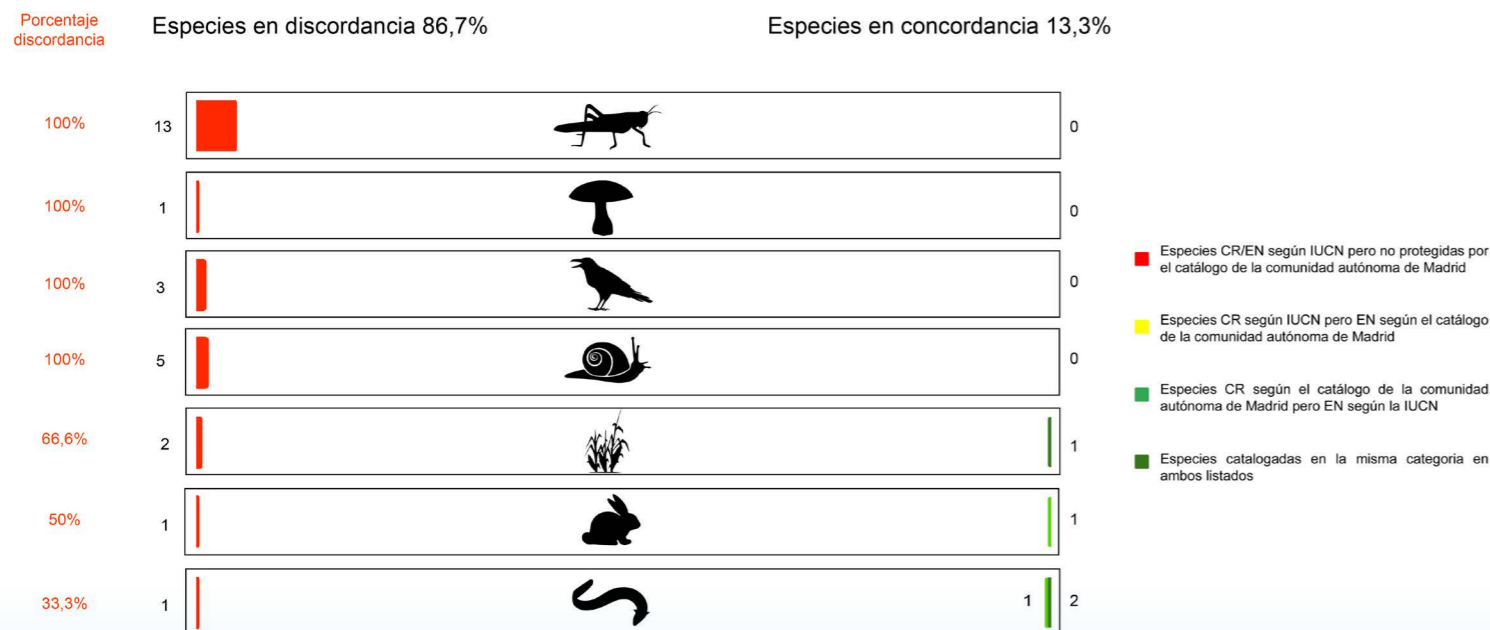 Porcentaje
discordancia
Especies en discordancia 86,7%
Especies en concordancia 13,3%
100%
13
0
100%
1
0
100%
3
0
100%
5
0
66,6%
2
1
50%
1
1
33,3%
1
1
2
Especies CR/EN según IUCN pero no protegidas por
el catálogo de la comunidad autónoma de Madrid
Especies CR según IUCN pero EN según el catálogo
de la comunidad autónoma de Madrid
Especies CR según el catálogo de la comunidad
autónoma de Madrid pero EN según la IUCN
Especies catalogadas en la misma categoria en
ambos listados